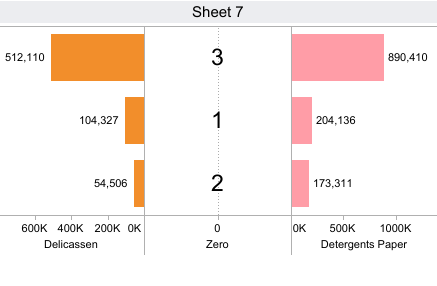 Sheet 7
512,110 3 890,410
104,327 1 204,136
54,506 2 173,311
600K 400K 200K 0K 0 0K 500K 1000K
Delicassen Zero Detergents Paper